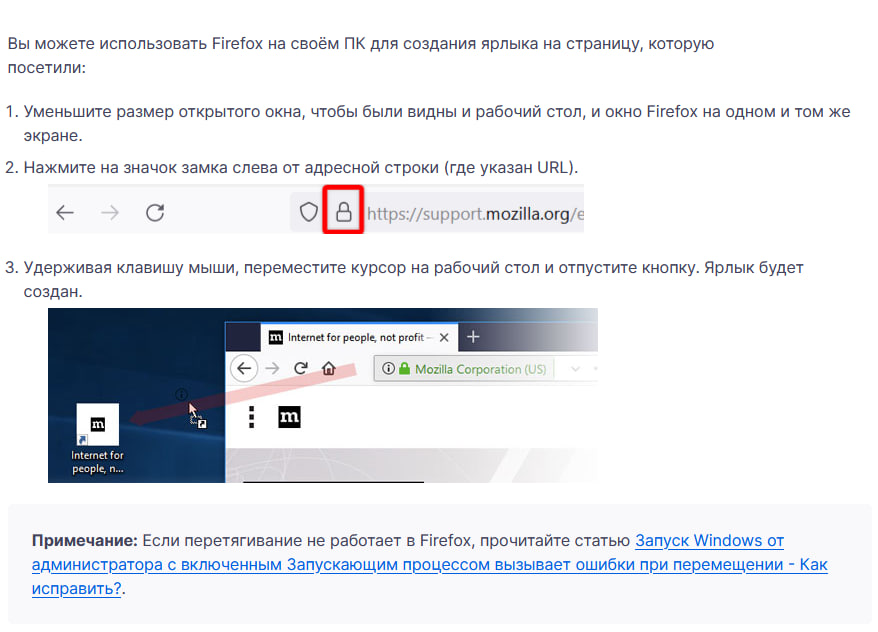 Вы можете использовать Firefox на своём ПК для создания ярлыка на страницу, которую
посетили:
1. Уменьшите размер открытого окна, чтобы были видны и рабочий стол, и окно Firefox на одном и том же
экране.
2. Нажмите на значок замка слева от адресной строки (где указан URL).
https://support.mozilla.org/e
3. Удерживая клавишу мыши, переместите курсор на рабочий стол и отпустите кнопку. Ярлык будет
создан.
m Internet for people, not profit —
Mozilla Corporation (US)
m
m
Internet for
people, n...
Примечание: Если перетягивание не работает в Firefox, прочитайте статью Запуск Windows от
администратора с включенным Запускающим процессом вызывает ошибки при перемещении - Как
исправить?.